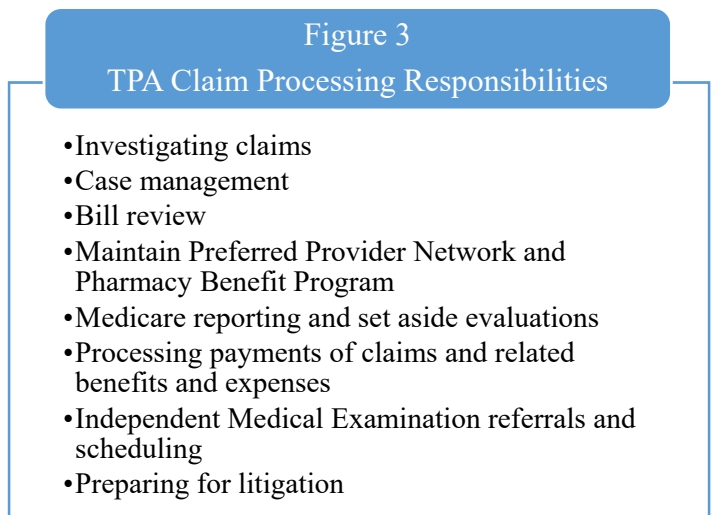 Figure 3
TPA Claim Processing Responsibilities
•Investigating claims
•Case management
•Bill review
•Maintain Preferred Provider Network and
Pharmacy Benefit Program
•Medicare reporting and set aside evaluations
•Processing payments of claims and related
benefits and expenses
•Independent Medical Examination referrals and
scheduling
•Preparing for litigation